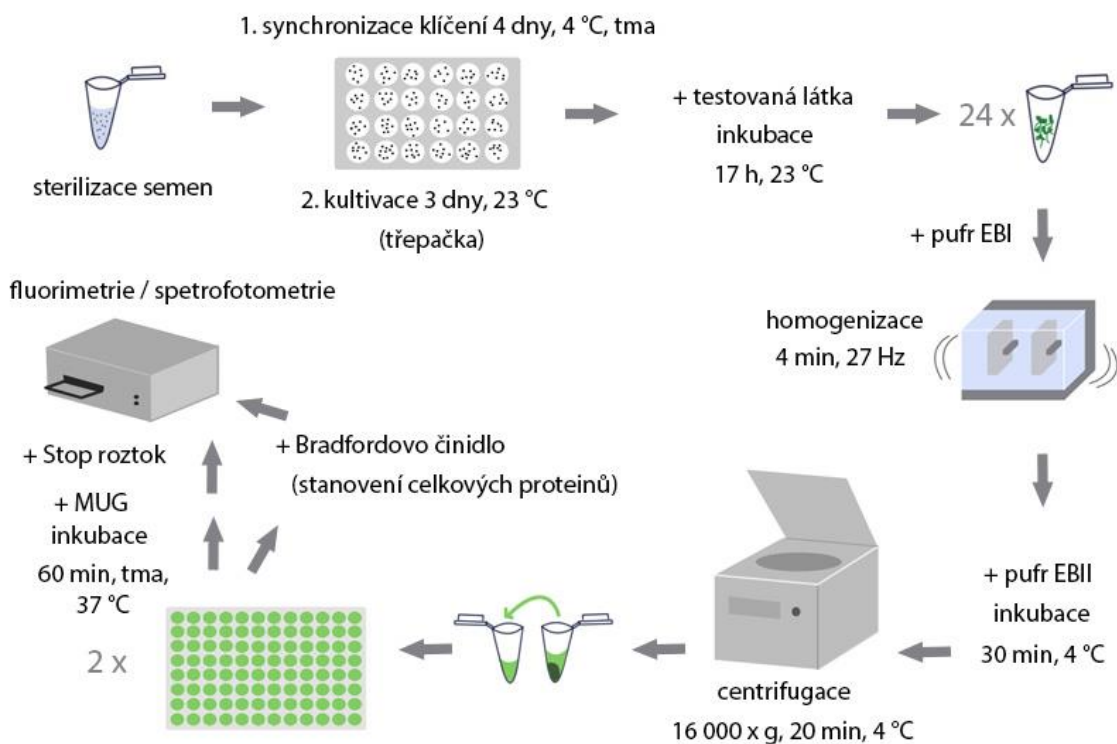 1. synchronizace klíčení 4 dny, 4 °C, tma
sterilizace semen
2. kultivace 3 dny, 23 °C
(třepačka)
+ testovaná látka
inkubace
17 h, 23 °C
24 x
+ pufr EBI
homogenizace
4 min, 27 Hz
+ pufr EBII
inkubace
30 min, 4 °C
centrifugace
16 000 x g, 20 min, 4 °C
2 x
+ MUG
inkubace
60 min, tma,
37 °C
+ Stop roztok
+ Bradfordovo činidlo
(stanovení celkových proteinů)
fluorimetrie / spetrofotometrie